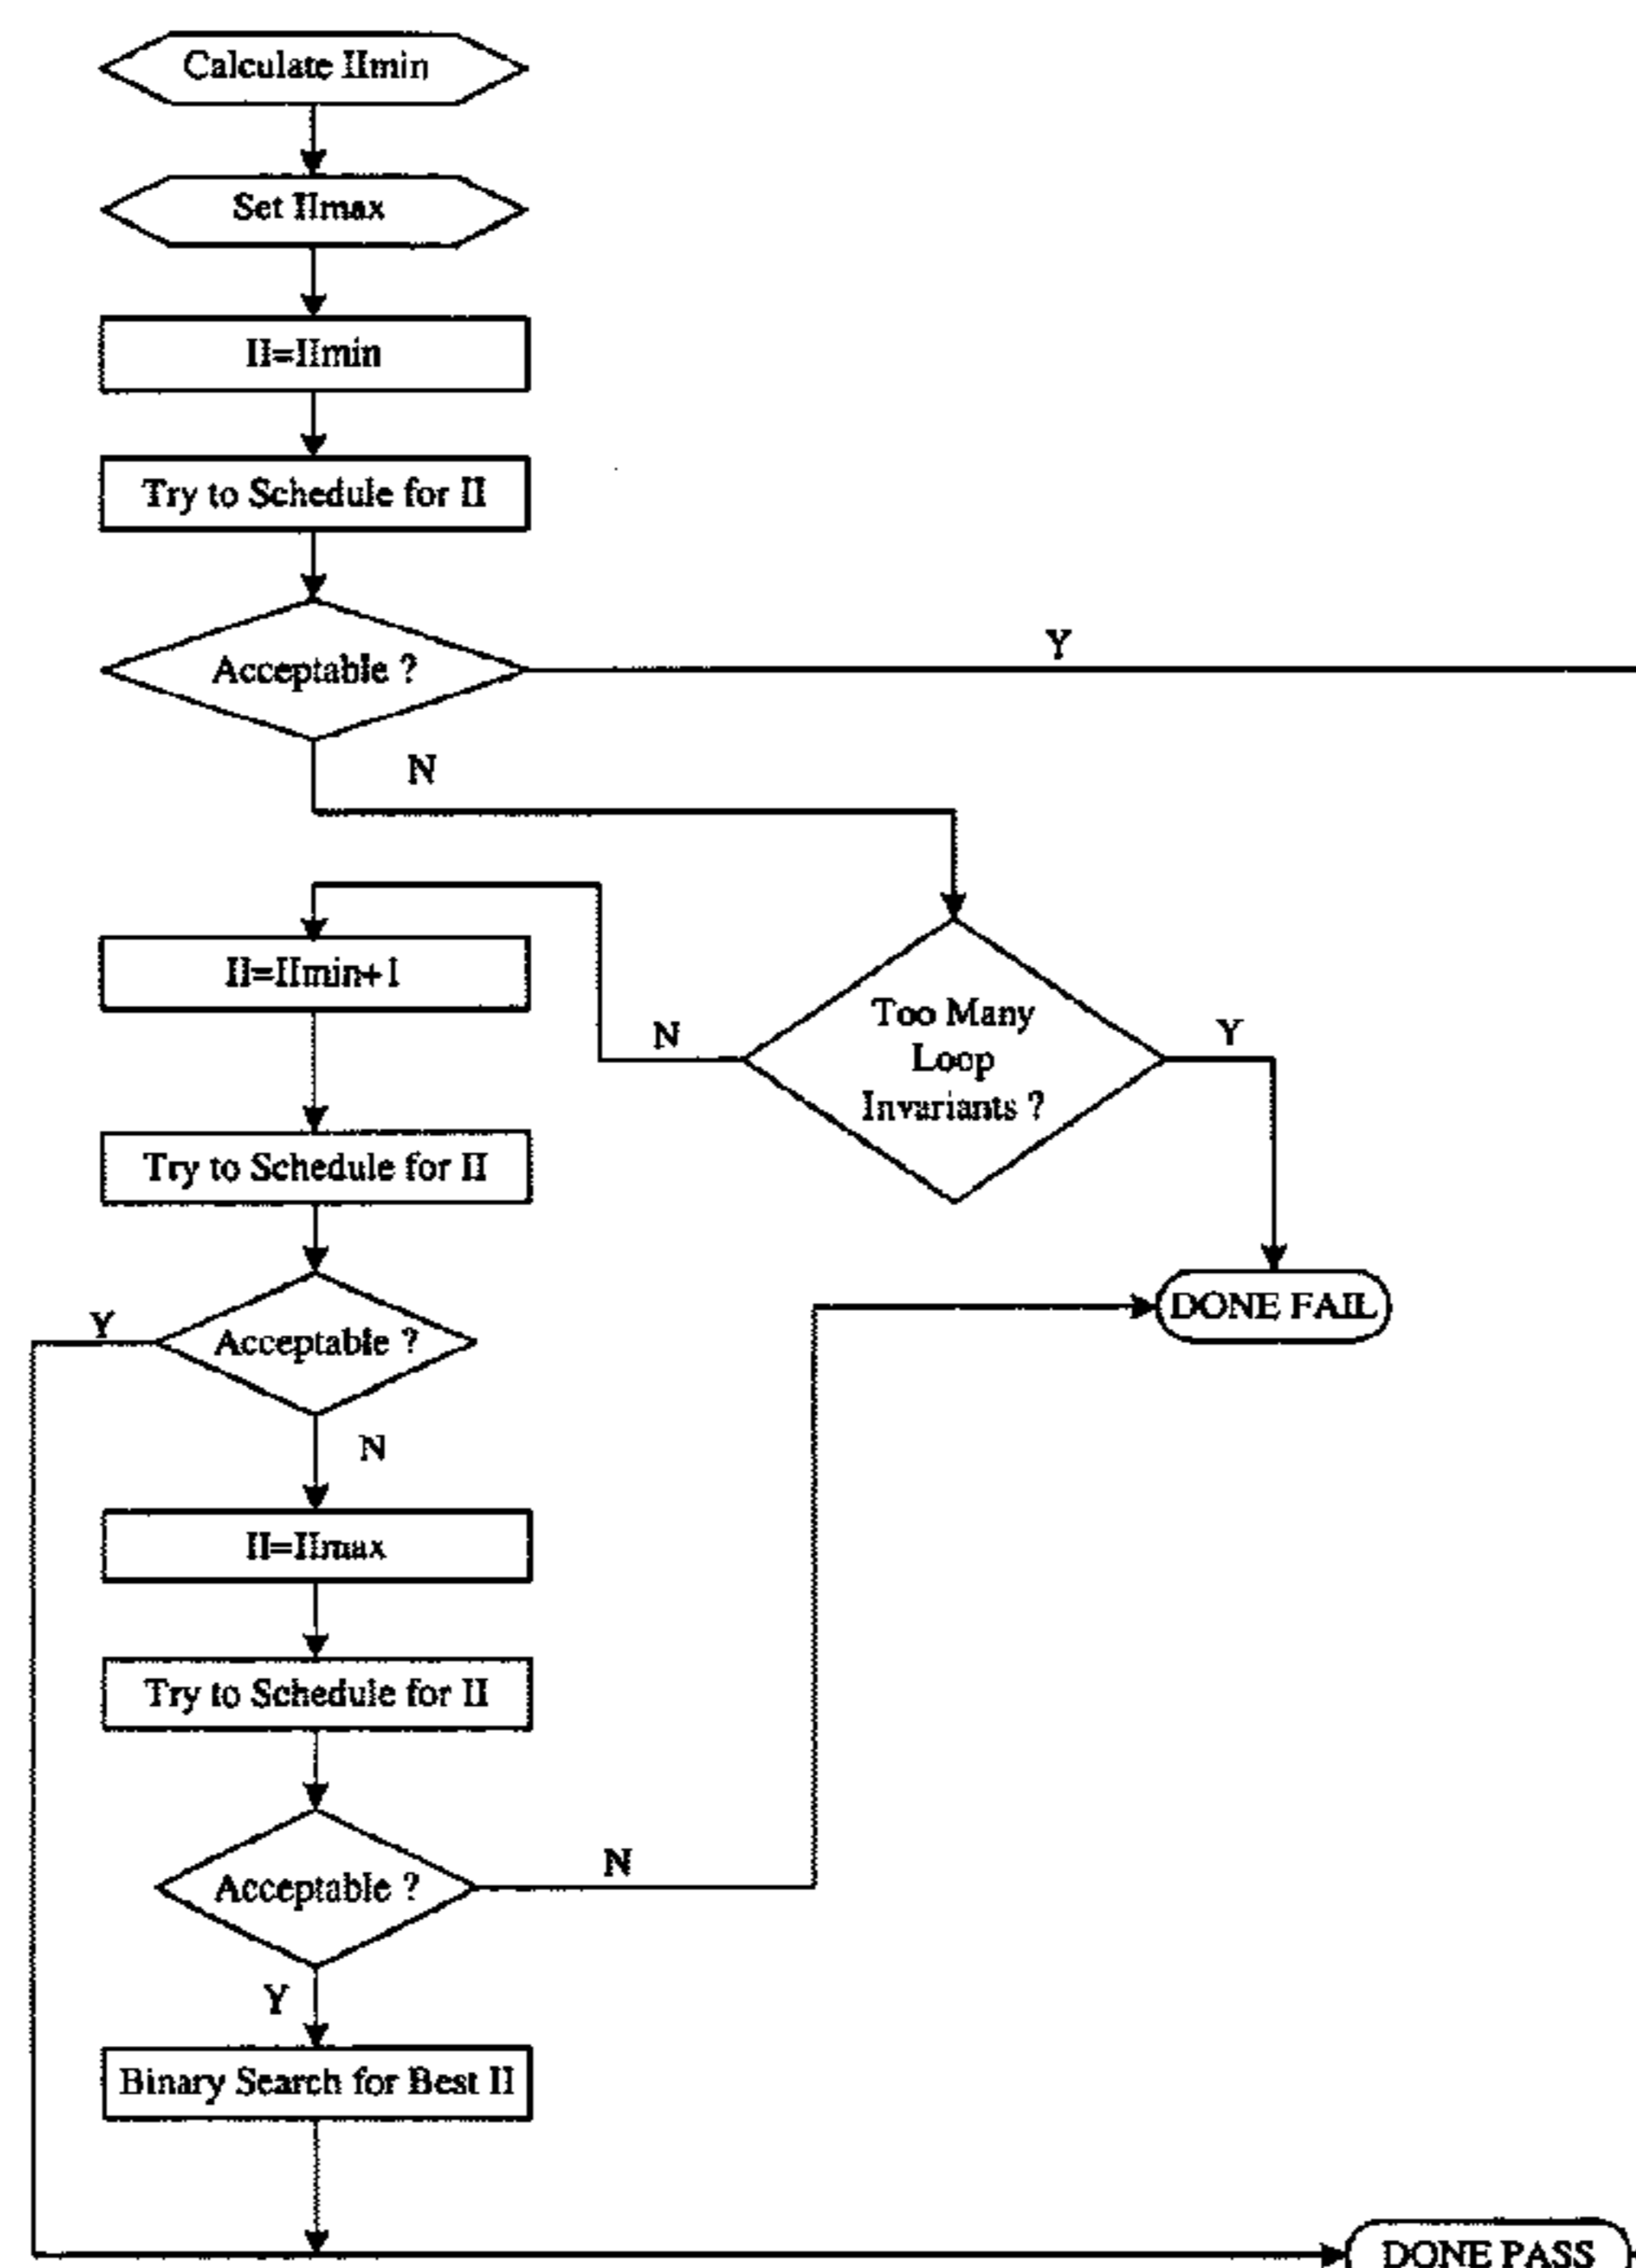 Calculate IImin
Set IImax
II=IImin
Try to Schedule for II
Acceptable ?
Y
N
II=IImin+1
Too Many
Loop
Invariants ?
N
Y
Try to Schedule for II
DONE FAIL
Acceptable ?
Y
N
II=IImax
Try to Schedule for II
Acceptable ?
N
Y
Binary Search for Best II
DONE PASS